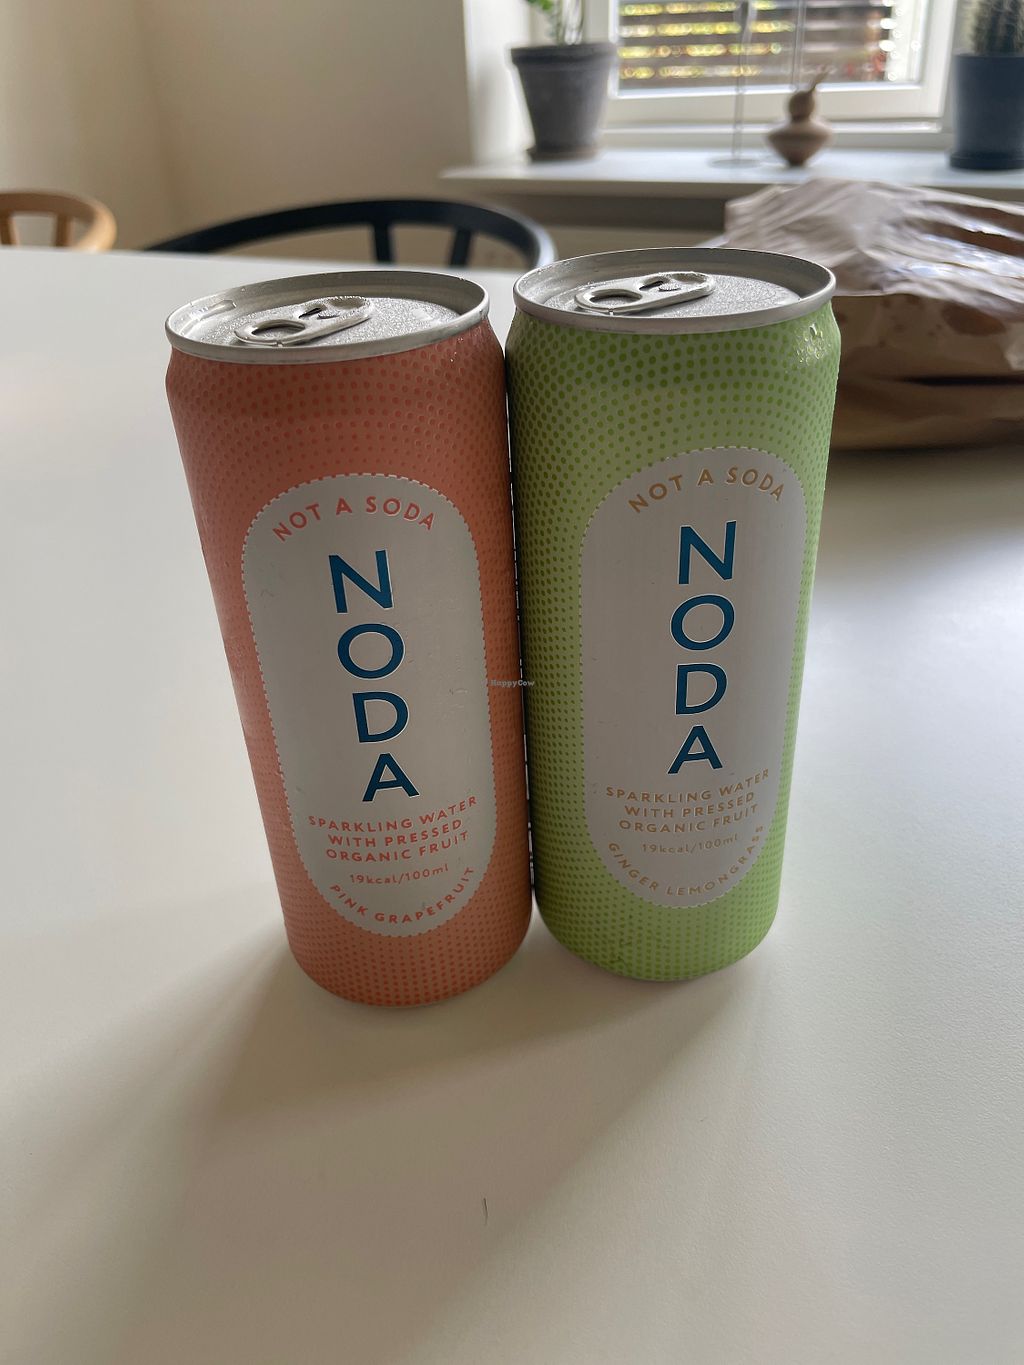 NOT A SODA
NODA
SPARKLING WATER
WITH PRESSED
ORGANIC FRUIT
19kcal/100ml
PINK GRAPEFRUIT
NOT A SODA
NODA
SPARKLING WATER
WITH PRESSED
ORGANIC FRUIT
19kcal/100ml
GINGER LEMONGRASS
HappyCow